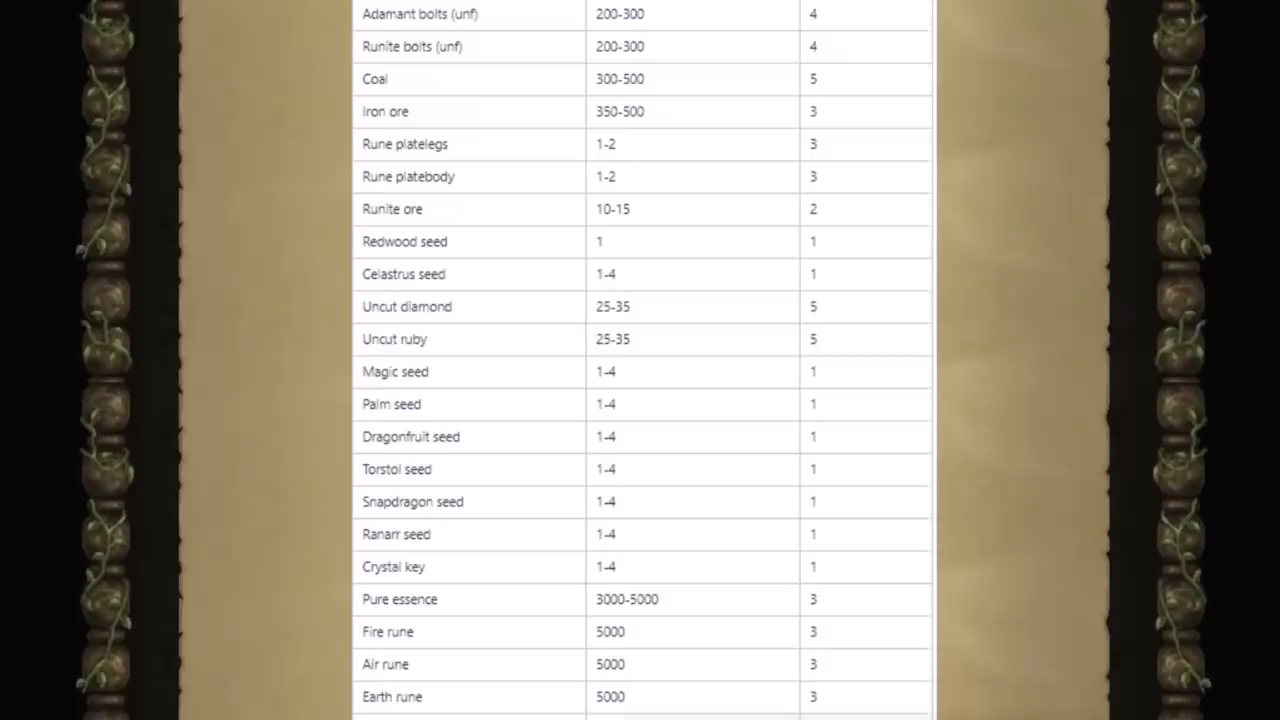 Adamant bolts (unf) 200-300 4
Runite bolts (unf) 200-300 4
Coal 300-500 5
Iron ore 350-500 3
Rune platelegs 1-2 3
Rune platebody 1-2 3
Runite ore 10-15 2
Redwood seed 1 1
Celastrus seed 1-4 1
Uncut diamond 25-35 5
Uncut ruby 25-35 5
Magic seed 1-4 1
Palm seed 1-4 1
Dragonfruit seed 1-4 1
Torstol seed 1-4 1
Snapdragon seed 1-4 1
Ranarr seed 1-4 1
Crystal key 1-4 1
Pure essence 3000-5000 3
Fire rune 5000 3
Air rune 5000 3
Earth rune 5000 3